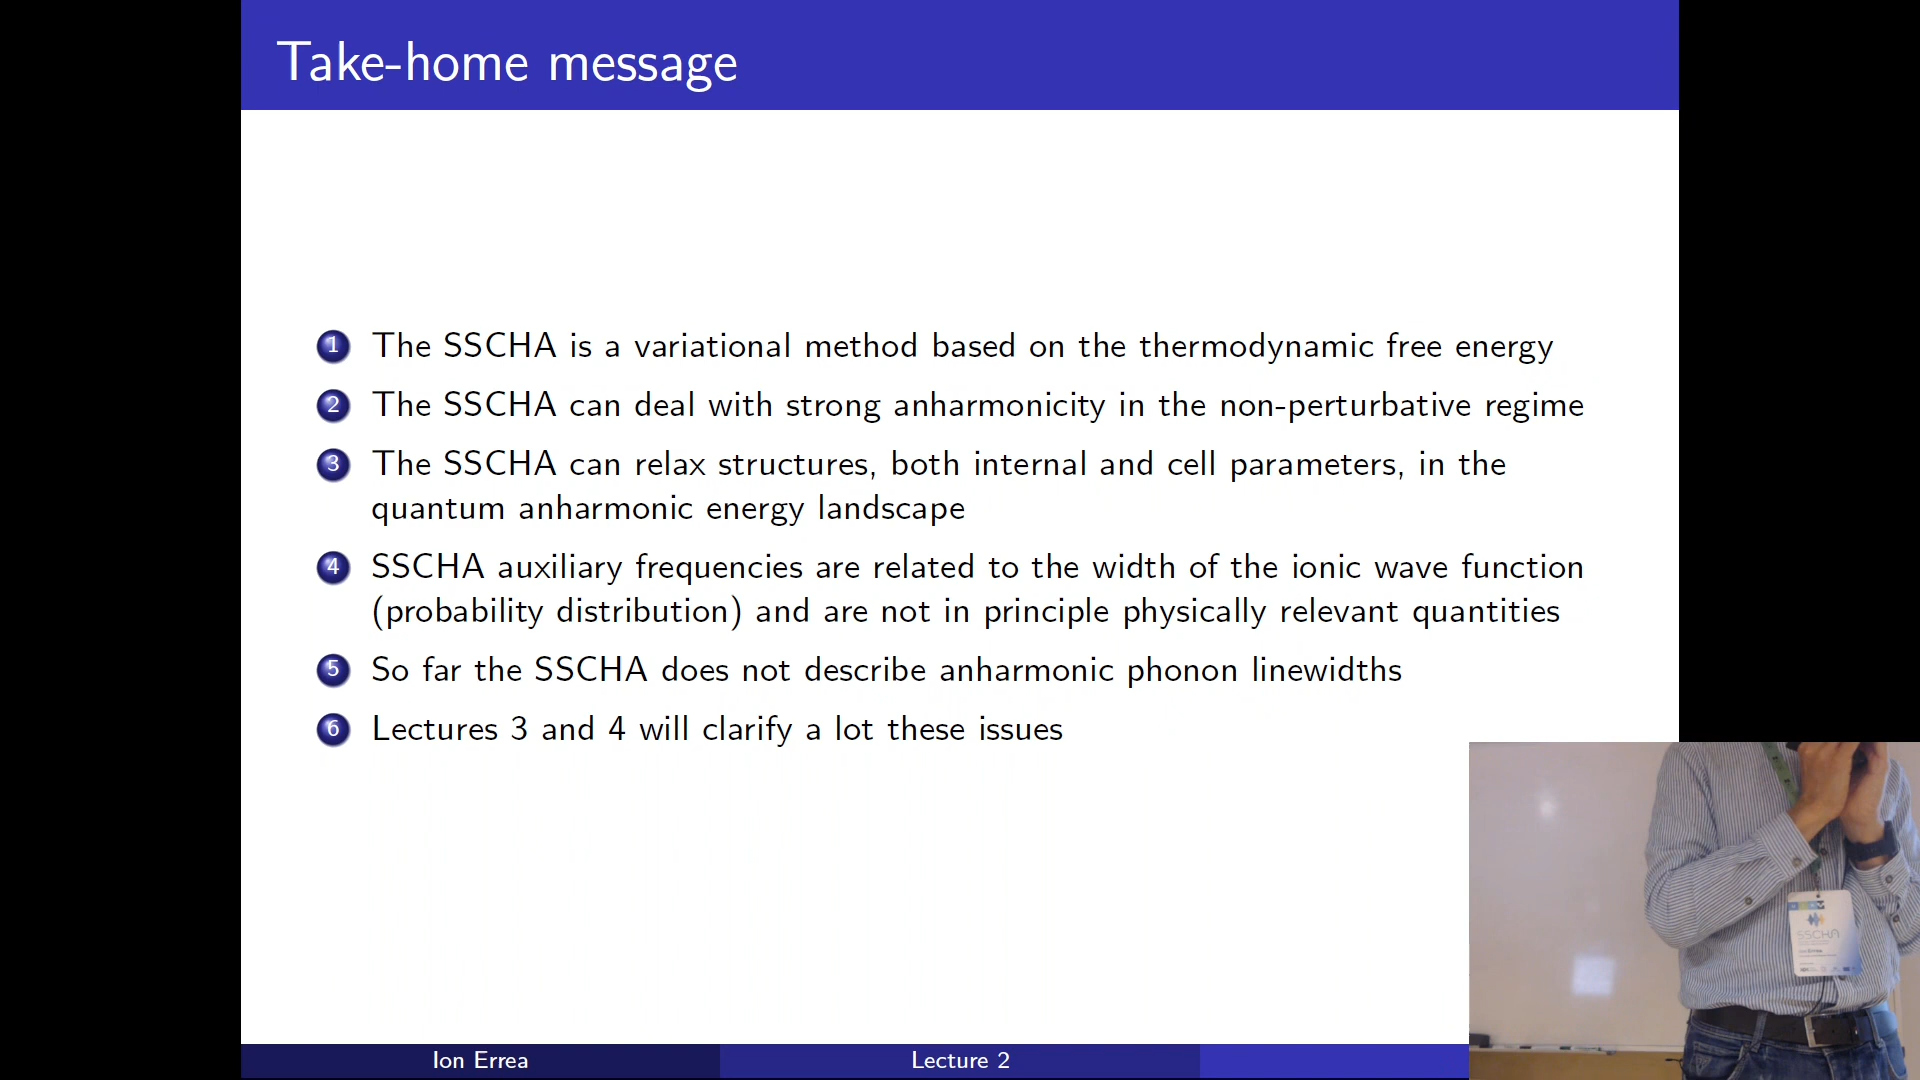 Take-home message
1 The SSCHA is a variational method based on the thermodynamic free energy
2 The SSCHA can deal with strong anharmonicity in the non-perturbative regime
3 The SSCHA can relax structures, both internal and cell parameters, in the
quantum anharmonic energy landscape
4 SSCHA auxiliary frequencies are related to the width of the ionic wave function
(probability distribution) and are not in principle physically relevant quantities
5 So far the SSCHA does not describe anharmonic phonon linewidths
6 Lectures 3 and 4 will clarify a lot these issues
SSCHA
Ion Errea Lecture 2